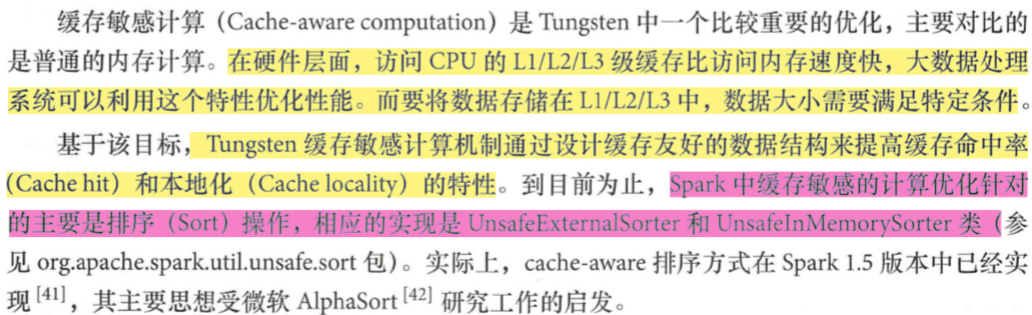 缓存敏感计算（Cache-aware computation）是 Tungsten 中一个比较重要的优化，主要对比的
是普通的内存计算。在硬件层面，访问 CPU 的 L1/L2/L3 级缓存比访问内存速度快，大数据处理
系统可以利用这个特性优化性能。而要将数据存储在 L1/L2/L3 中，数据大小需要满足特定条件。
基于该目标，Tungsten 缓存敏感计算机制通过设计缓存友好的数据结构来提高缓存命中率
（Cache hit）和本地化（Cache locality）的特性。到目前为止，Spark 中缓存敏感的计算优化针对
的主要是排序（Sort）操作，相应的实现是 UnsafeExternalSorter 和 UnsafeInMemorySorter 类（参
见 org.apache.spark.util.unsafe.sort 包）。实际上，cache-aware 排序方式在 Spark 1.5 版本中已经实
现[41]，其主要思想受微软 AlphaSort[42] 研究工作的启发。